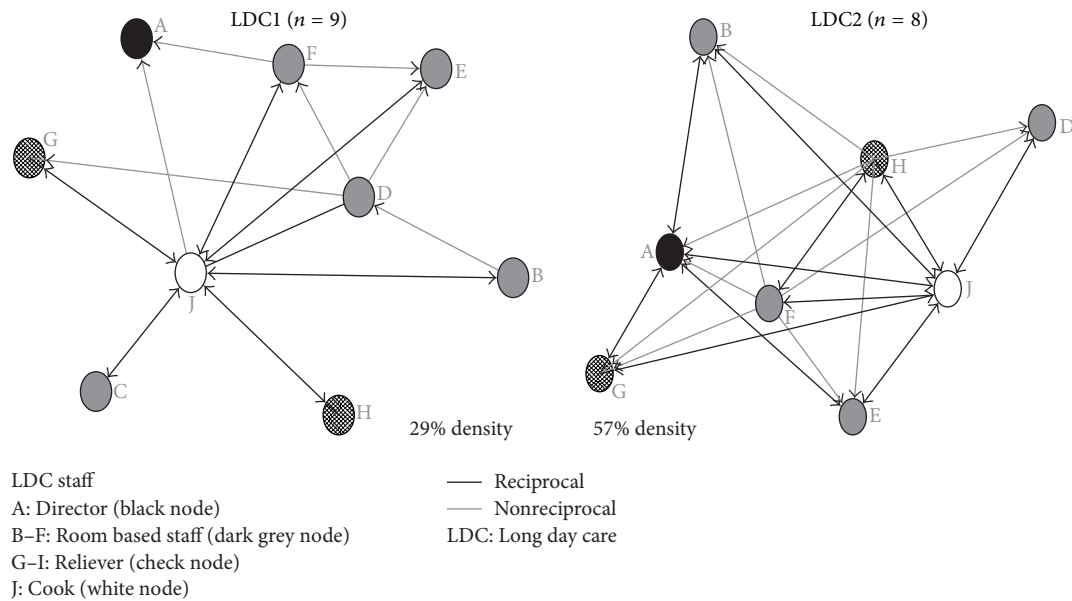 LDC1 (n = 9)
A
F
E
G
D
B
J
C
H
29% density
LDC2 (n = 8)
B
D
H
A
J
F
G
E
57% density
LDC staff
A: Director (black node)
B–F: Room based staff (dark grey node)
G–I: Reliever (check node)
J: Cook (white node)
Reciprocal
Nonreciprocal
LDC: Long day care